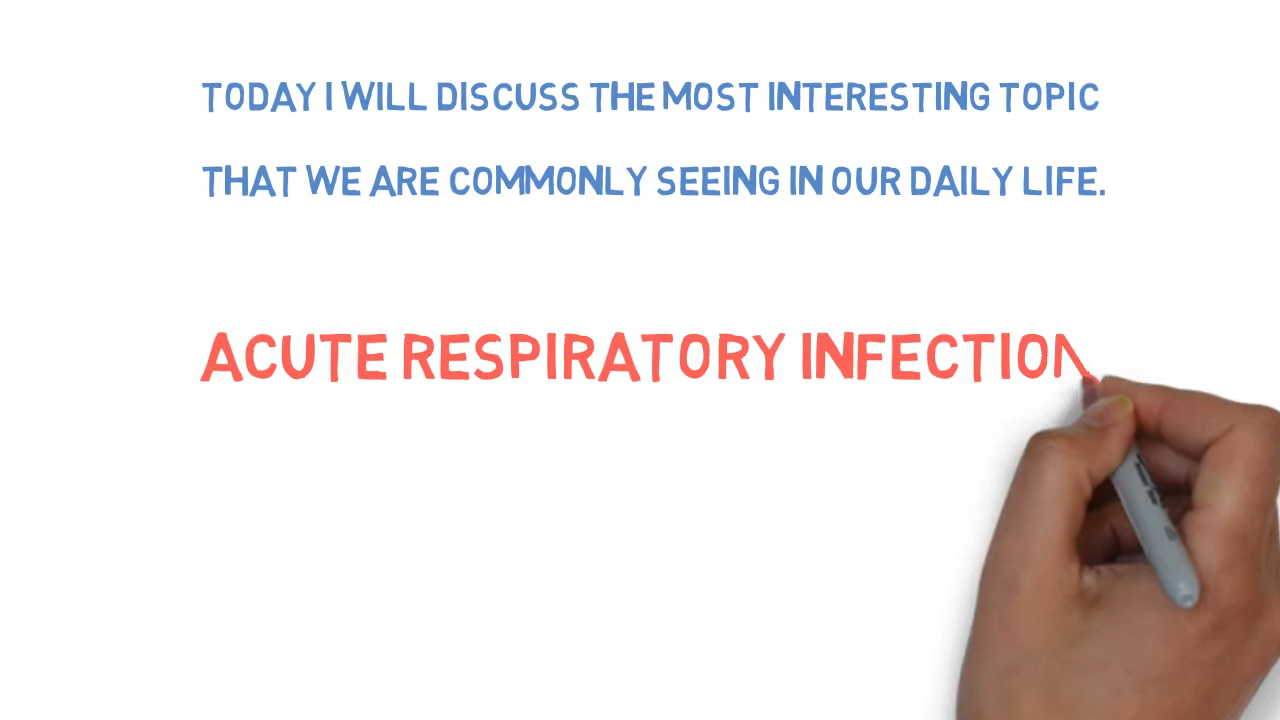 TODAY I WILL DISCUSS THE MOST INTERESTING TOPIC
THAT WE ARE COMMONLY SEEING IN OUR DAILY LIFE.
ACUTE RESPIRATORY INFECTION